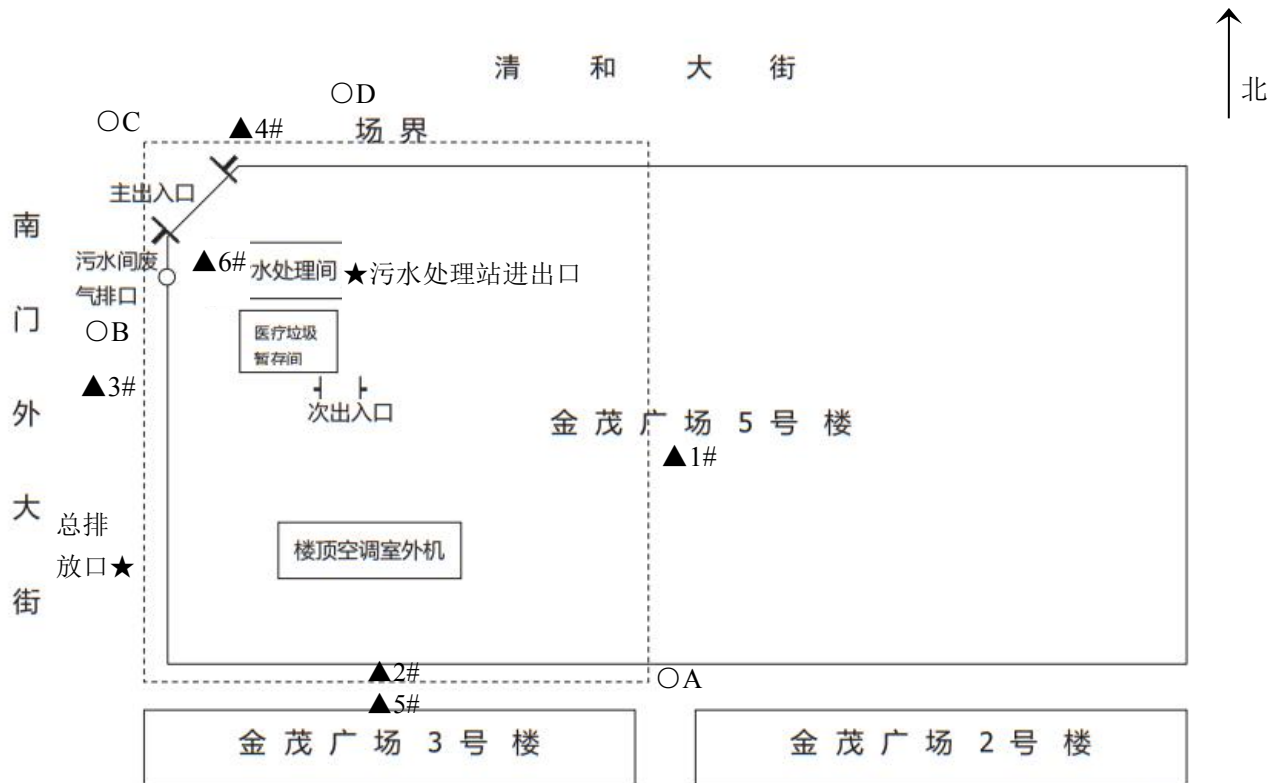 清和大街
北
○D
○C
▲4#
场界
主出入口
南门外大街
污水间废
气排口
▲6#
水处理间
★污水处理站进出口
○B
医疗垃圾
暂存间
▲3#
次出入口
金茂广场5号楼
▲1#
总排
放口★
楼顶空调室外机
▲2#
○A
▲5#
金茂广场3号楼
金茂广场2号楼